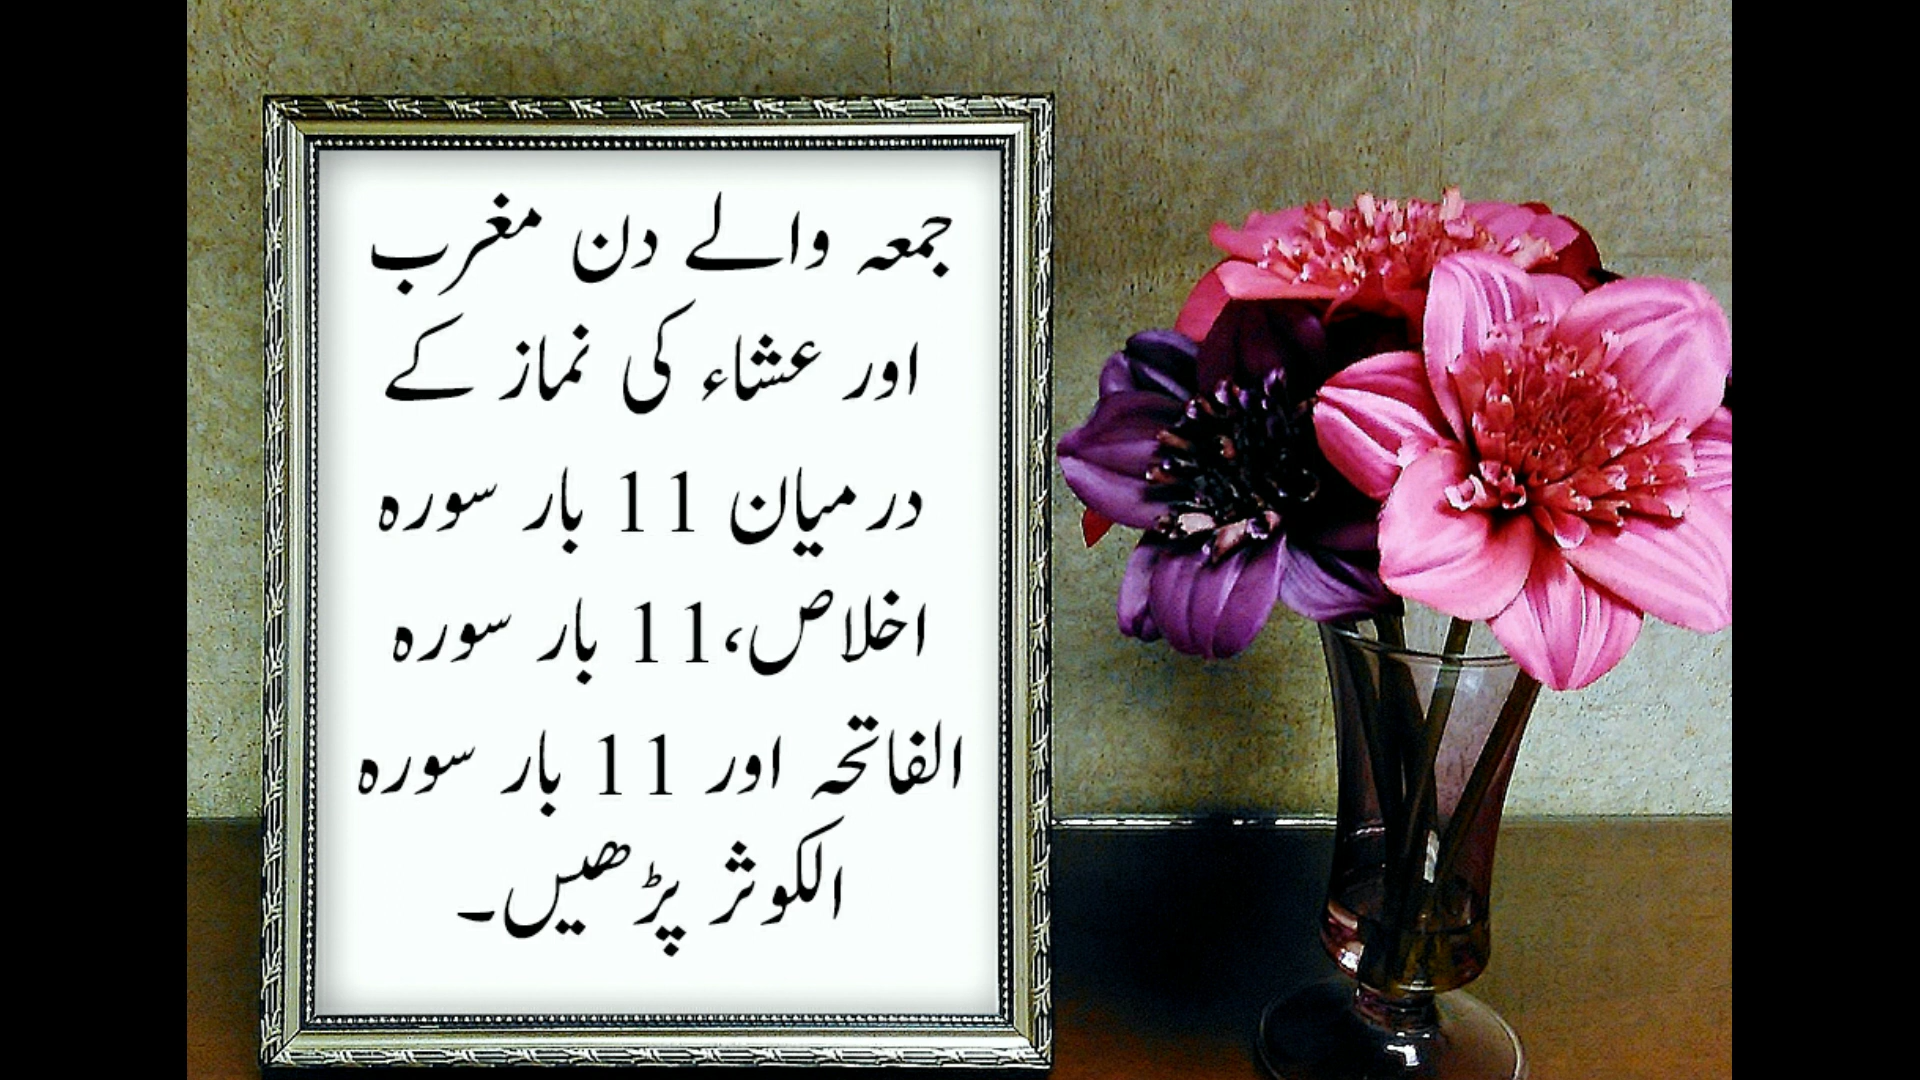 جمعہ والے دن مغرب
اور عشاء کی نماز کے
درمیان 11 بار سورہ
اخلاص،11 بار سورہ
الفاتحہ اور 11 بار سورہ
الکوثر پڑھیں۔